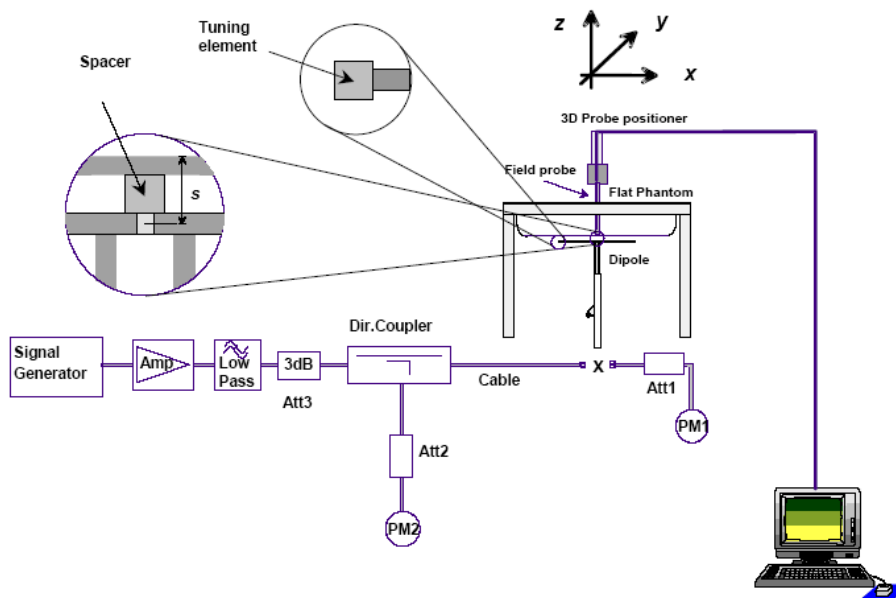 Tuning
element
Spacer
s
z
y
x
3D Probe positioner
Field probe
Flat Phantom
Dipole
Dir.Coupler
Signal
Generator
Amp
Low
Pass
3dB
Att3
Cable
x
Att1
PM1
Att2
PM2